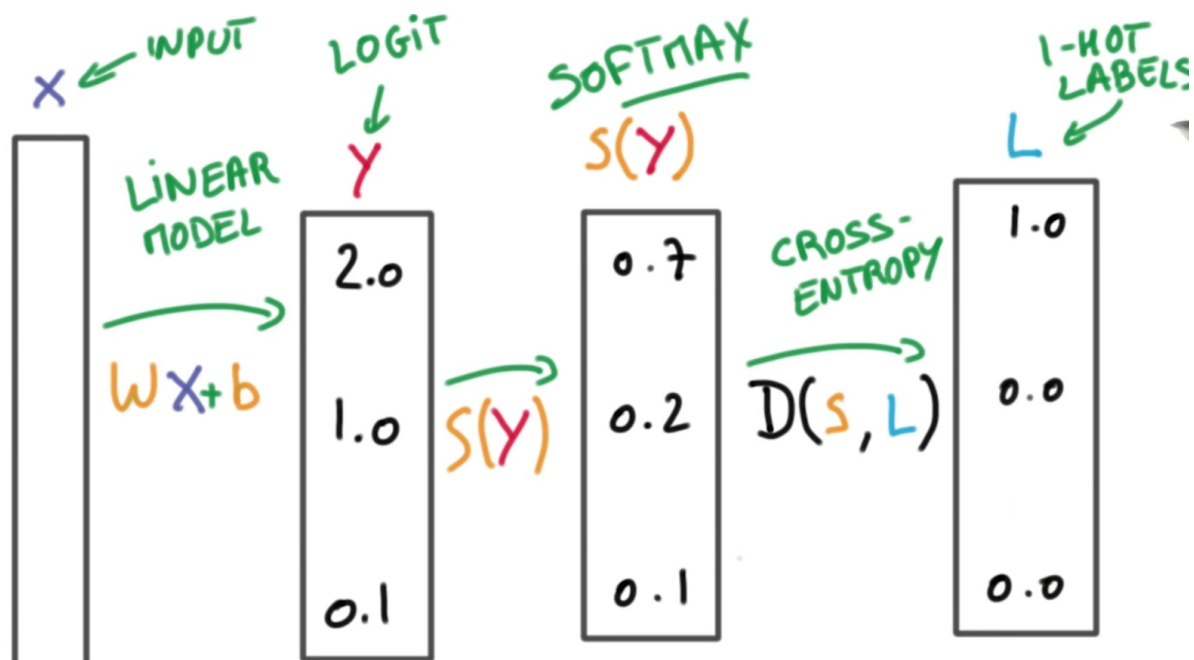 X
INPUT
LINEAR
MODEL
WX+b
LOGIT
Y
2.0
1.0
0.1
S(Y)
SOFTMAX
S(Y)
0.7
0.2
0.1
CROSS-
ENTROPY
D(S,L)
1-HOT
LABELS
L
1.0
0.0
0.0